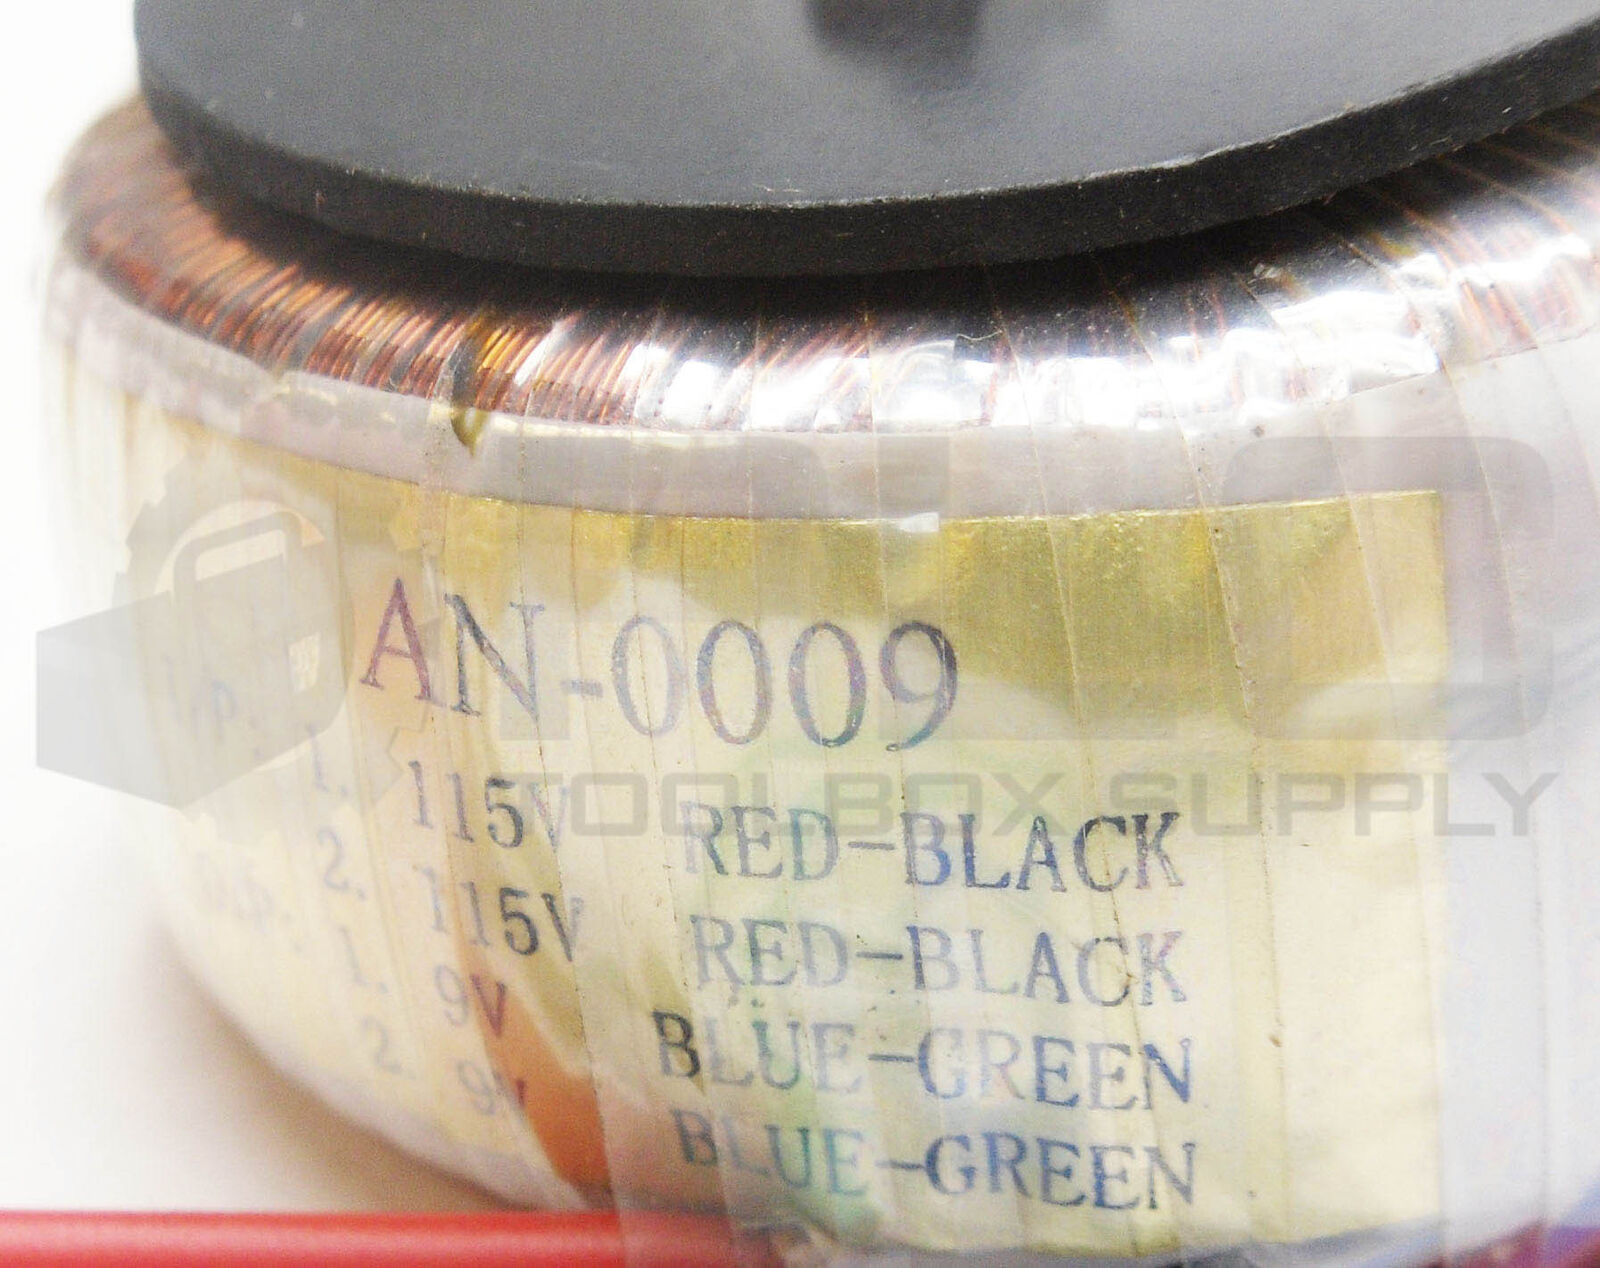 AN-0009
I.P:
1. 115V RED-BLACK
2. 115V RED-BLACK
1. 9V BLUE-GREEN
2. 9V BLUE-GREEN
TOOLBOX SUPPLY